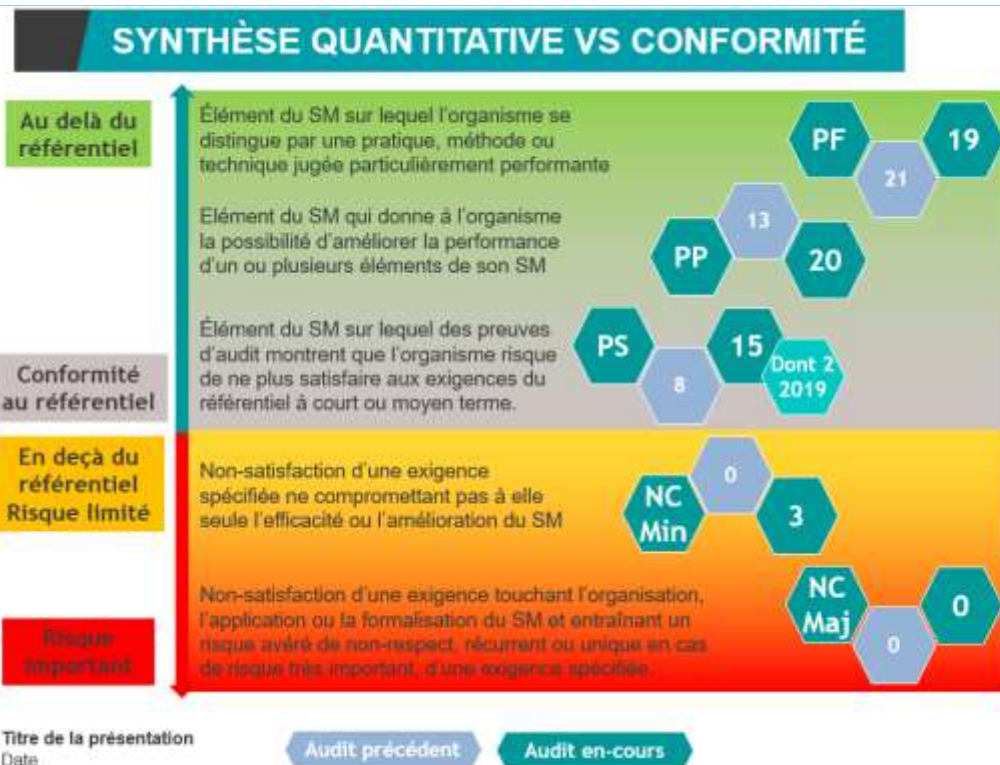 SYNTHÈSE QUANTITATIVE VS CONFORMITÉ
Au delà du
référentiel
Élément du SM sur lequel l'organisme se
distingue par une pratique, méthode ou
technique jugée particulièrement performante
PF
19
21
Elément du SM qui donne à l'organisme
la possibilité d'améliorer la performance
d'un ou plusieurs éléments de son SM
13
PP
20
Conformité
au référentiel
Élément du SM sur lequel des preuves
d'audit montrent que l'organisme risque
de ne plus satisfaire aux exigences du
référentiel à court ou moyen terme.
PS
15
8
Dont 2
2019
En deçà du
référentiel
Risque limité
Non-satisfaction d'une exigence
spécifiée ne compromettant pas à elle
seule l'efficacité ou l'amélioration du SM
0
NC
Min
3
Risque
important
Non-satisfaction d'une exigence touchant l'organisation,
l'application ou la formalisation du SM et entraînant un
risque avéré de non-respect, récurrent ou unique en cas
de risque très important, d'une exigence spécifiée.
NC
Maj
0
0
Titre de la présentation
Date
Audit précédent
Audit en-cours